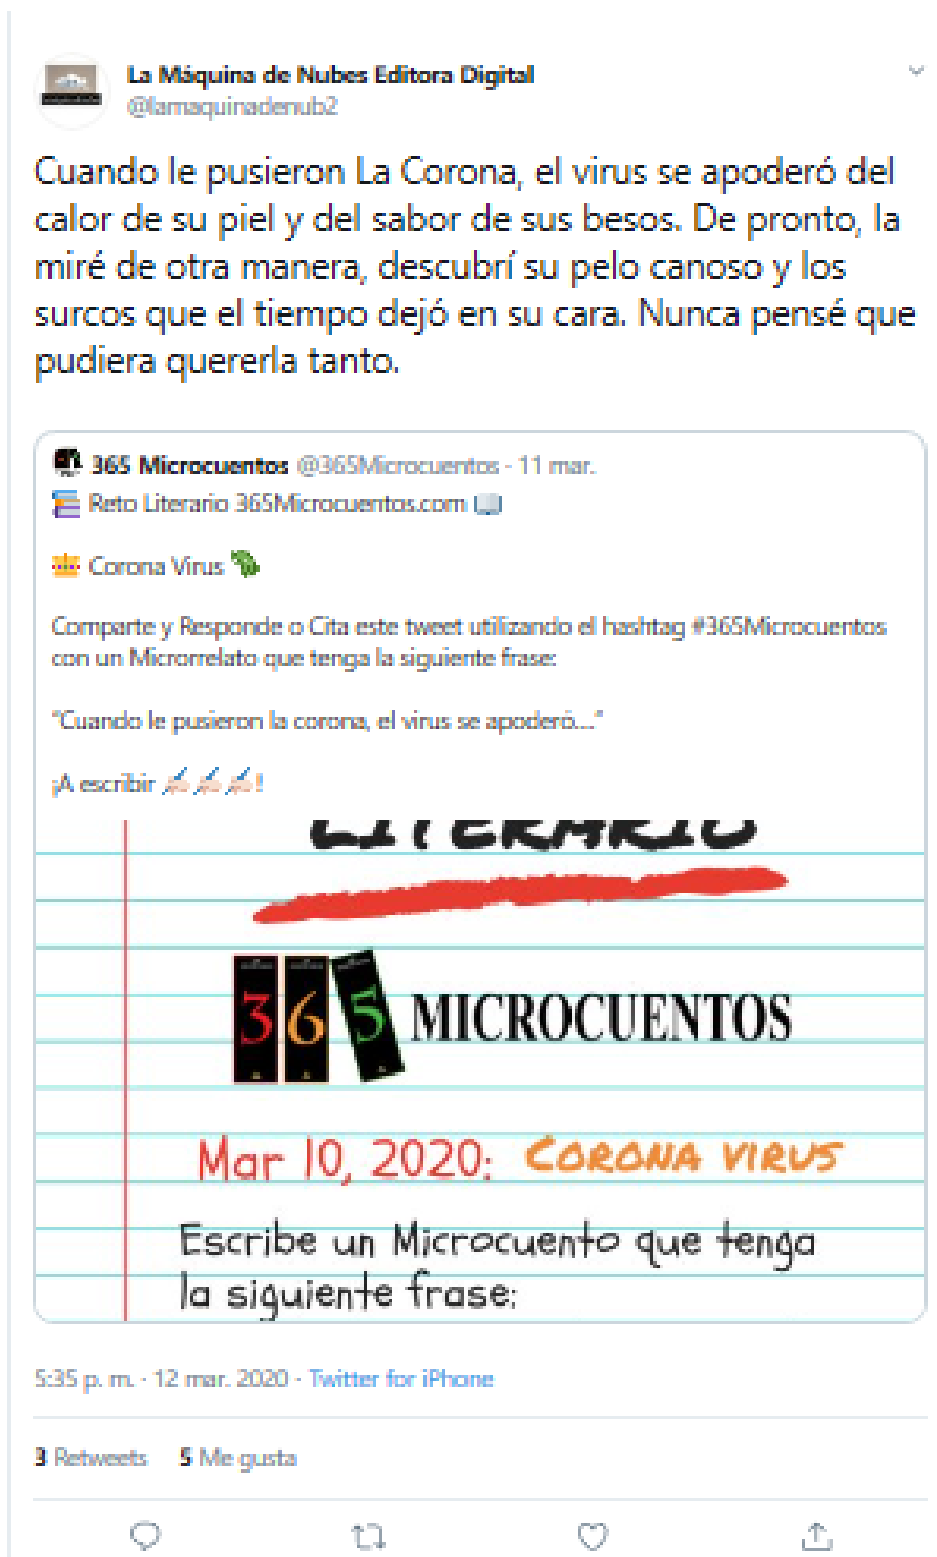 La Máquina de Nubes Editora Digital
@lamaquinadenub2
Cuando le pusieron La Corona, el virus se apoderó del
calor de su piel y del sabor de sus besos. De pronto, la
miré de otra manera, descubrí su pelo canoso y los
surcos que el tiempo dejó en su cara. Nunca pensé que
pudiera quererla tanto.
365 Microcuentos @365Microcuentos - 11 mar.
Reto Literario 365Microcuentos.com
Corona Virus
Comparte y Responde o Cita este tweet utilizando el hashtag #365Microcuentos
con un Microrrelato que tenga la siguiente frase:
"Cuando le pusieron la corona, el virus se apoderó..."
¡A escribir ✍✍✍!
LITERARIO
365 MICROCUENTOS
Mar 10, 2020: CORONA VIRUS
Escribe un Microcuento que tenga
la siguiente frase:
5:35 p. m. · 12 mar. 2020 · Twitter for iPhone
3 Retweets 5 Me gusta